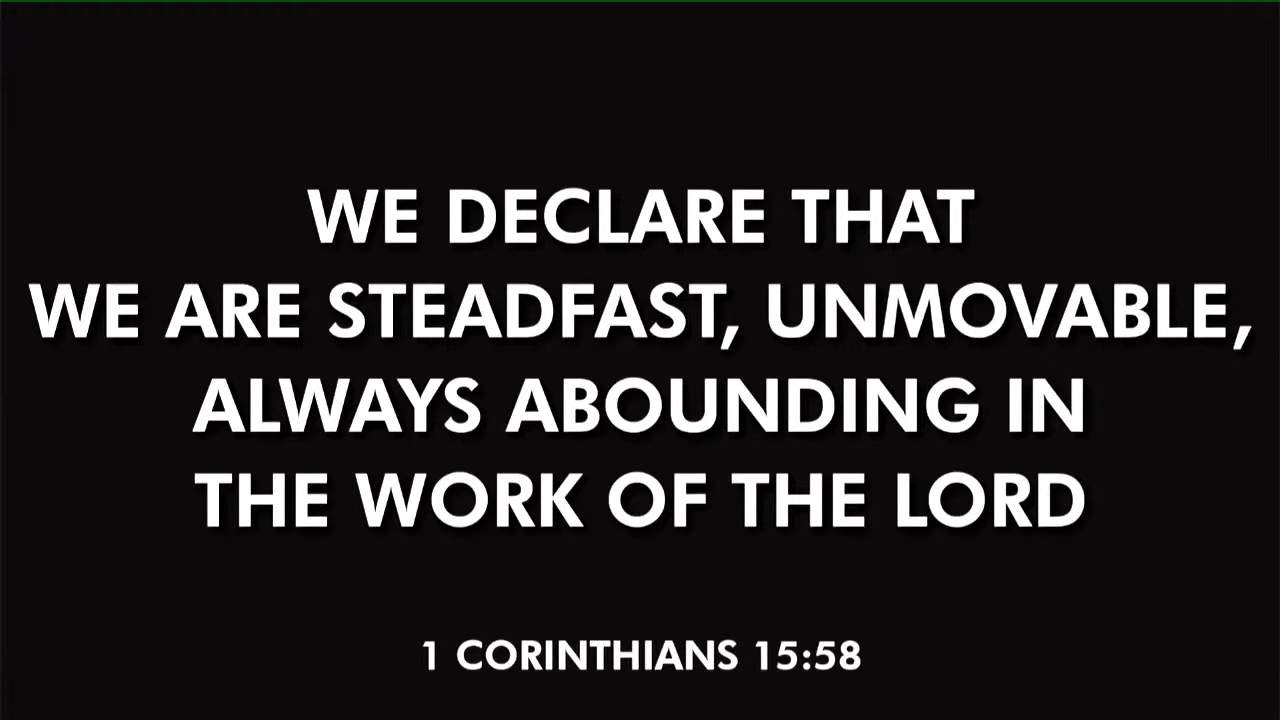 WE DECLARE THAT
WE ARE STEADFAST, UNMOVABLE,
ALWAYS ABOUNDING IN
THE WORK OF THE LORD
1 CORINTHIANS 15:58